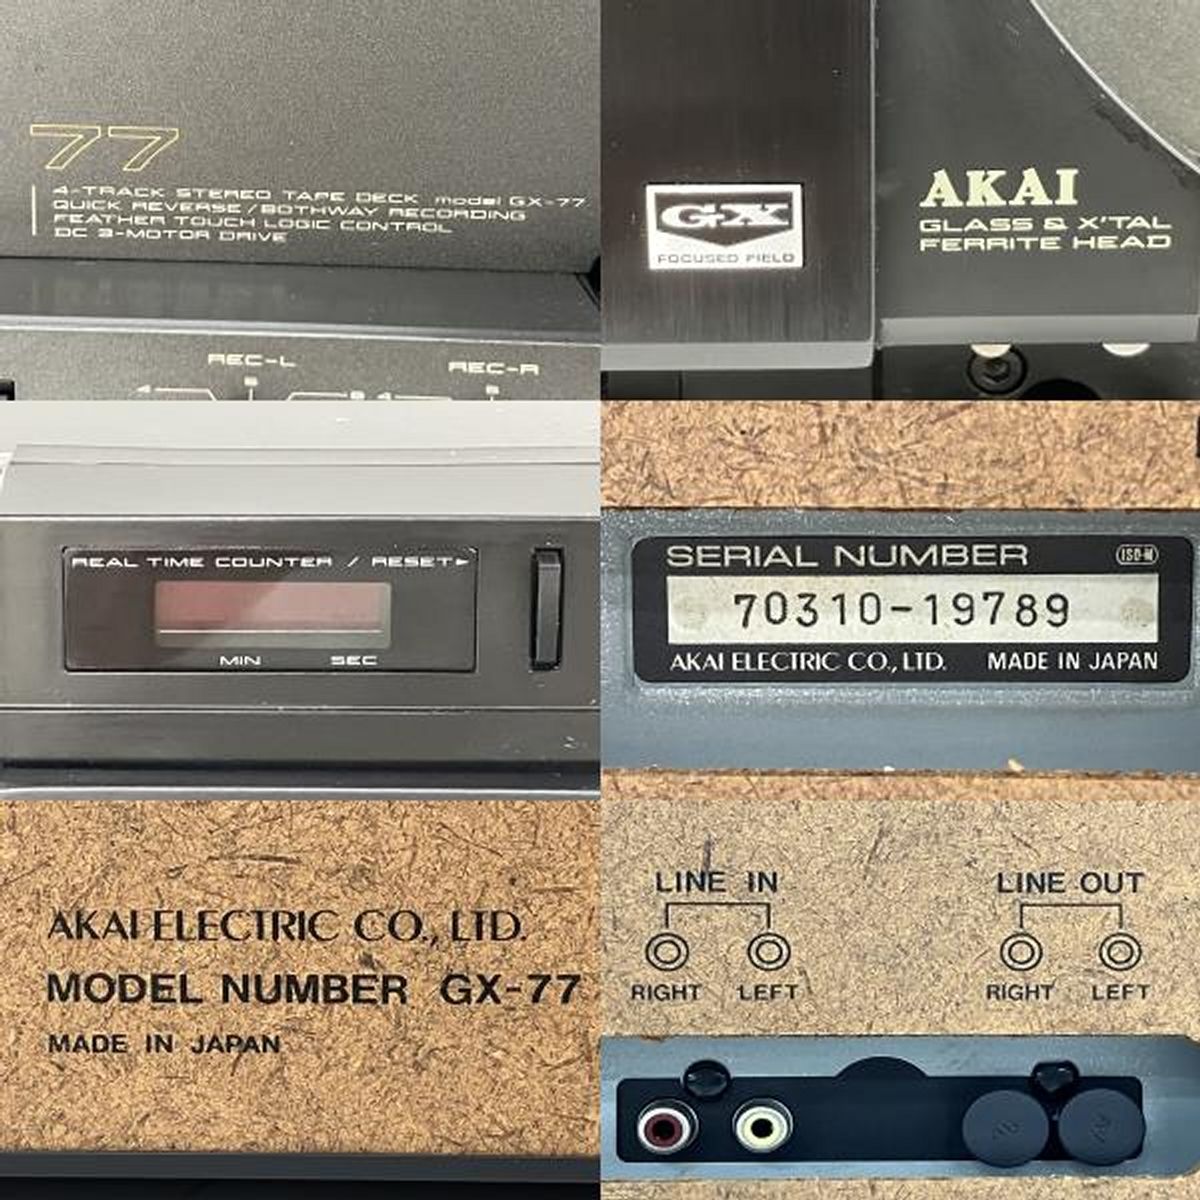 77
4-TRACK STEREO TAPE DECK model GX-77
QUICK REVERSE/BOTHWAY RECORDING
FEATHER TOUCH LOGIC CONTROL
DC 3-MOTOR DRIVE
REC-L
REC-R
GX
FOCUSED FIELD
AKAI
GLASS & X'TAL
FERRITE HEAD
REAL TIME COUNTER / RESET
MIN SEC
SERIAL NUMBER
ISO-M
70310-19789
AKAI ELECTRIC CO., LTD. MADE IN JAPAN
AKAI ELECTRIC CO., LTD.
MODEL NUMBER GX-77
MADE IN JAPAN
LINE IN LINE OUT
RIGHT LEFT RIGHT LEFT